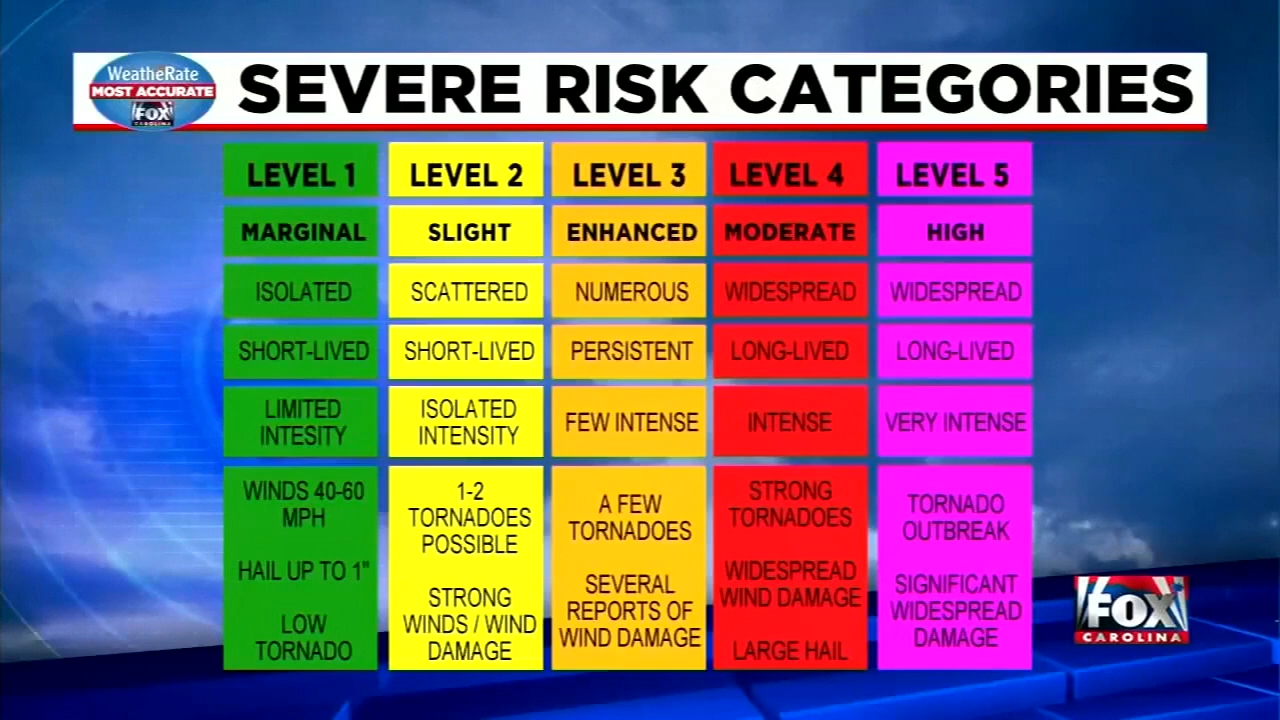 WeatheRate
MOST ACCURATE
FOX
CAROLINA
SEVERE RISK CATEGORIES
LEVEL 1
LEVEL 2
LEVEL 3
LEVEL 4
LEVEL 5
MARGINAL
SLIGHT
ENHANCED
MODERATE
HIGH
ISOLATED
SCATTERED
NUMEROUS
WIDESPREAD
WIDESPREAD
SHORT-LIVED
SHORT-LIVED
PERSISTENT
LONG-LIVED
LONG-LIVED
LIMITED
INTESITY
ISOLATED
INTENSITY
FEW INTENSE
INTENSE
VERY INTENSE
WINDS 40-60
MPH
HAIL UP TO 1"
LOW
TORNADO
1-2
TORNADOES
POSSIBLE
STRONG
WINDS / WIND
DAMAGE
A FEW
TORNADOES
SEVERAL
REPORTS OF
WIND DAMAGE
STRONG
TORNADOES
WIDESPREAD
WIND DAMAGE
LARGE HAIL
TORNADO
OUTBREAK
SIGNIFICANT
WIDESPREAD
DAMAGE
FOX
CAROLINA